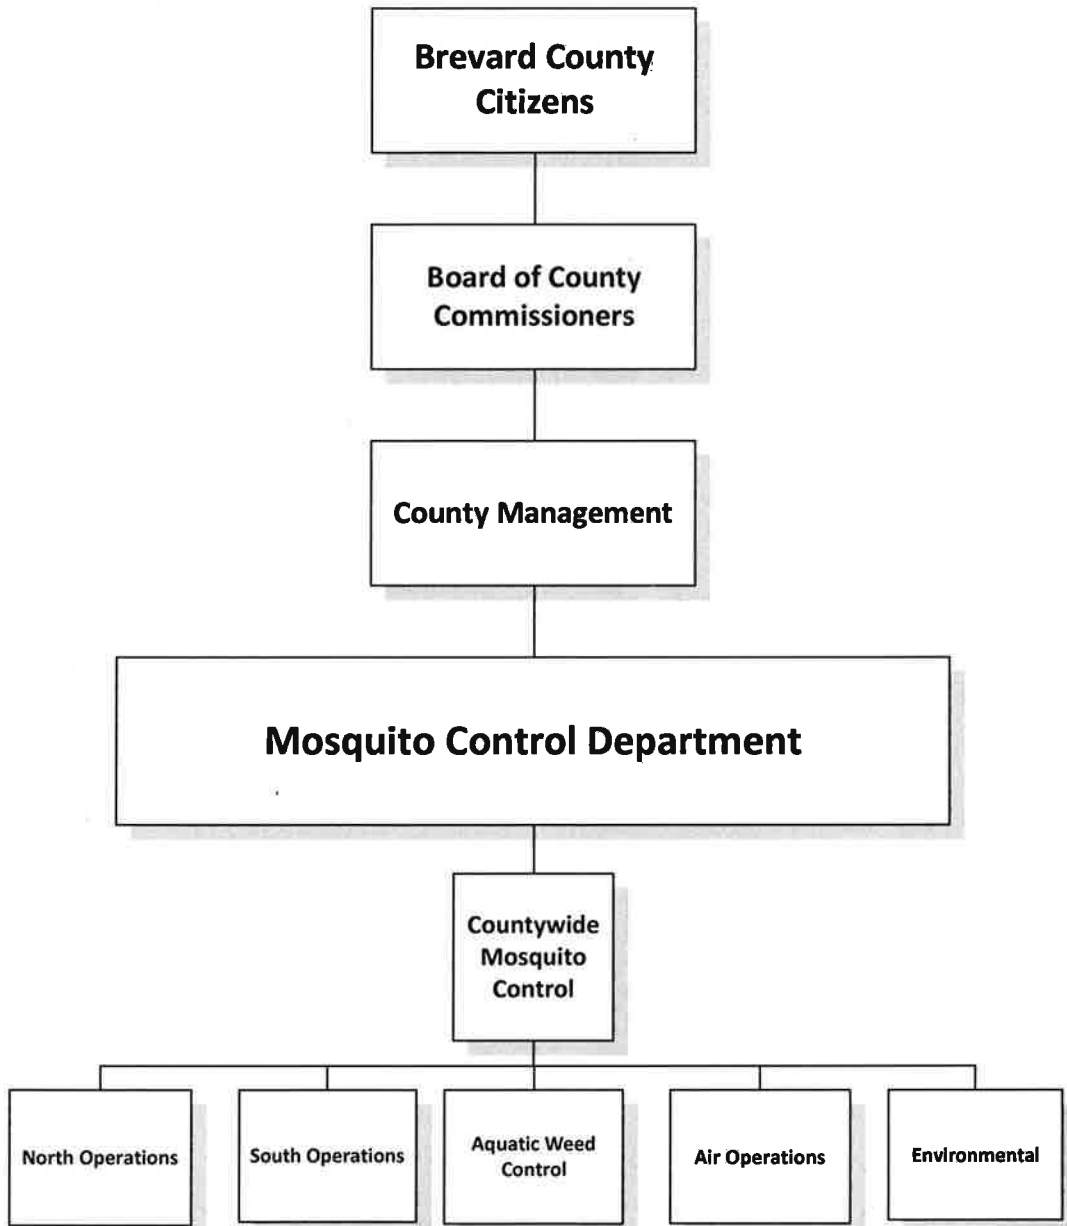 Brevard County
Citizens
Board of County
Commissioners
County Management
Mosquito Control Department
Countywide
Mosquito
Control
North Operations
South Operations
Aquatic Weed
Control
Air Operations
Environmental